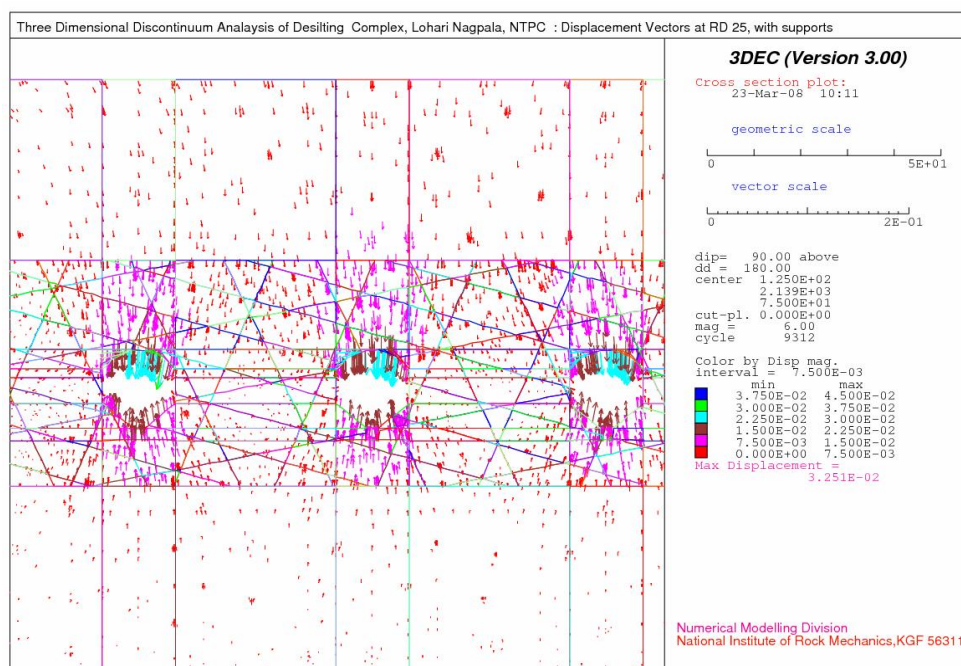 Three Dimensional Discontinuum Analaysis of Desilting Complex, Lohari Nagpala, NTPC : Displacement Vectors at RD 25, with supports
3DEC (Version 3.00)
Cross section plot:
23-Mar-08 10:11
geometric scale
0 5E+01
vector scale
0 2E-01
dip= 90.00 above
dd = 180.00
center 1.250E+02
2.139E+03
7.500E+01
cut-pl. 0.000E+00
mag = 6.00
cycle 9312
Color by Disp mag.
interval = 7.500E-03
min max
3.750E-02 4.500E-02
3.000E-02 3.750E-02
2.250E-02 3.000E-02
1.500E-02 2.250E-02
7.500E-03 1.500E-02
0.000E+00 7.500E-03
Max Displacement =
3.251E-02
Numerical Modelling Division
National Institute of Rock Mechanics,KGF 56311